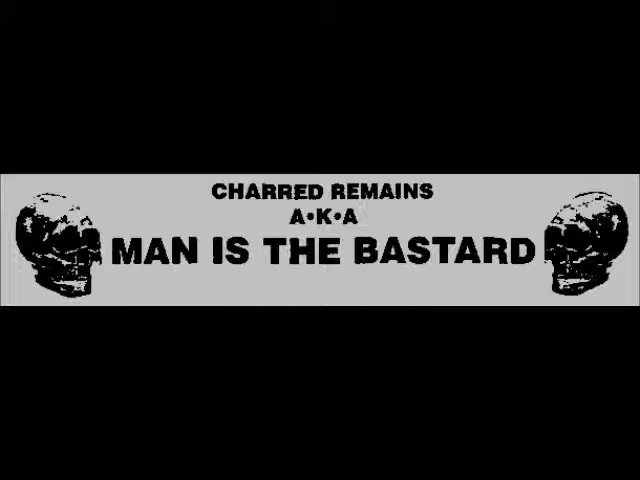 CHARRED REMAINS
A•K•A
MAN IS THE BASTARD